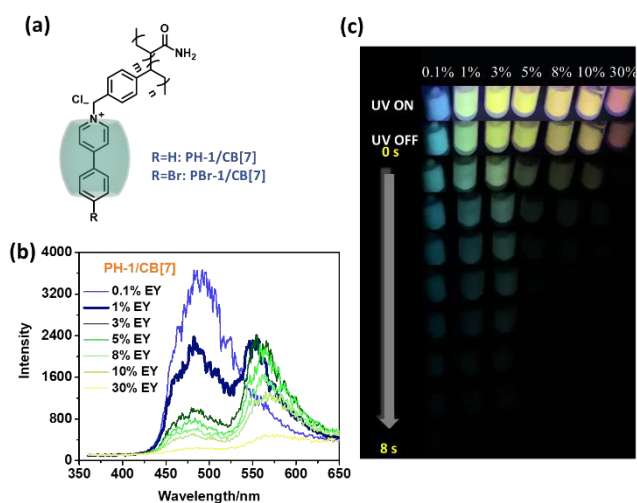 (a)
O
NH₂
m
n
Cl−
N
+
R=H: PH-1/CB[7]
R=Br: PBr-1/CB[7]
R
(b)
4000
3200
2400
1600
800
0
Intensity
PH-1/CB[7]
0.1% EY
1% EY
3% EY
5% EY
8% EY
10% EY
30% EY
350 400 450 500 550 600 650
Wavelength/nm
(c)
0.1% 1% 3% 5% 8% 10% 30%
UV ON
UV OFF
0 s
8 s